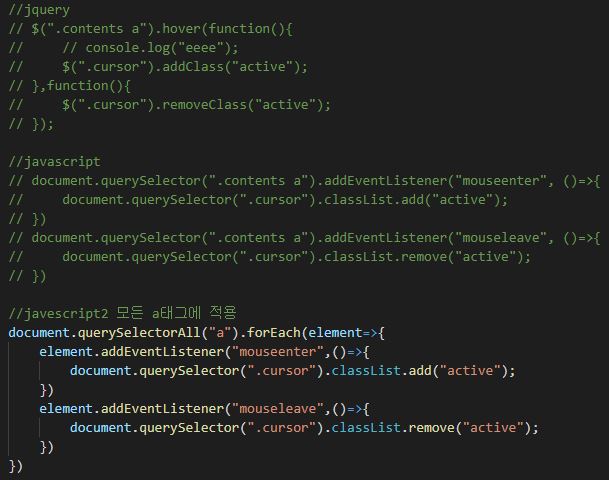 //jquery
// $(".contents a").hover(function(){
//     // console.log("eeee");
//     $(".cursor").addClass("active");
// },function(){
//     $(".cursor").removeClass("active");
// });

//javascript
// document.querySelector(".contents a").addEventListener("mouseenter", ()=>{
//     document.querySelector(".cursor").classList.add("active");
// })
// document.querySelector(".contents a").addEventListener("mouseleave", ()=>{
//     document.querySelector(".cursor").classList.remove("active");
// })

//javescript2 모든 a태그에 적용
document.querySelectorAll("a").forEach(element=>{
    element.addEventListener("mouseenter",()=>{
        document.querySelector(".cursor").classList.add("active");
    })
    element.addEventListener("mouseleave",()=>{
        document.querySelector(".cursor").classList.remove("active");
    })
})